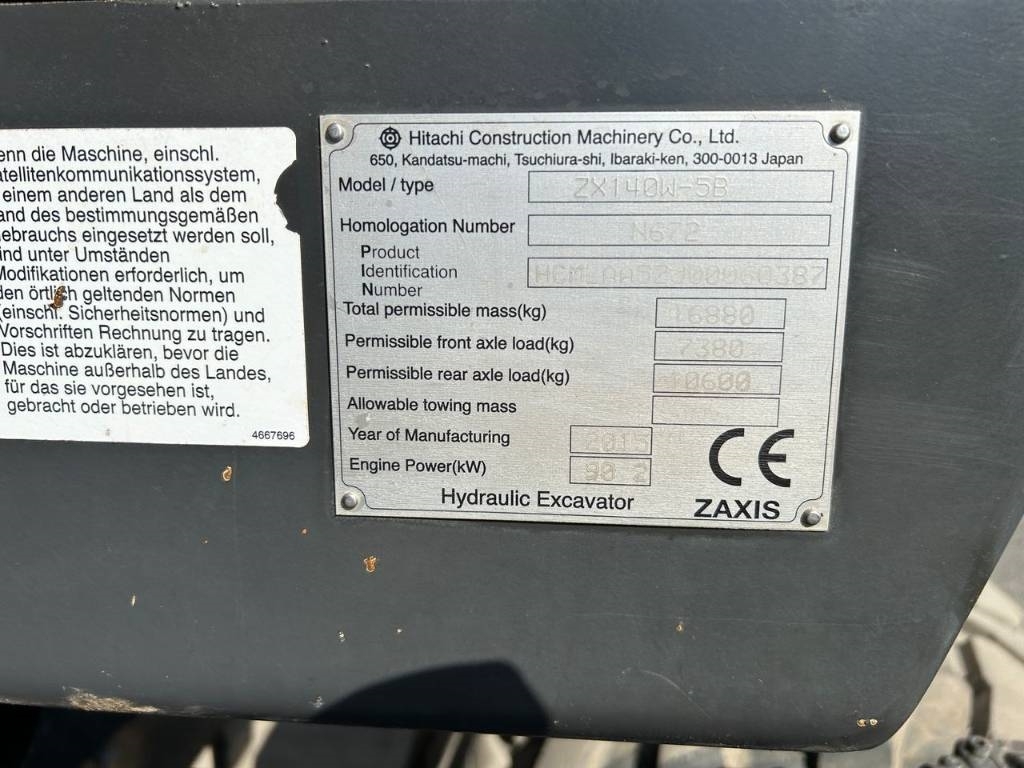 enn die Maschine, einschl.
atellitenkommunikationssystem,
einem anderen Land als dem
and des bestimmungsgemäßen
ebrauchs eingesetzt werden soll,
ind unter Umständen
Modifikationen erforderlich, um
den örtlich geltenden Normen
(einschl. Sicherheitsnormen) und
Vorschriften Rechnung zu tragen.
Dies ist abzuklären, bevor die
Maschine außerhalb des Landes,
für das sie vorgesehen ist,
gebracht oder betrieben wird.
4667696
Hitachi Construction Machinery Co., Ltd.
650, Kandatsu-machi, Tsuchiura-shi, Ibaraki-ken, 300-0013 Japan
Model / type ZX140W-5B
Homologation Number N672
Product
Identification
Number
Total permissible mass(kg) 16880
Permissible front axle load(kg) 7380
Permissible rear axle load(kg) 10600
Allowable towing mass
Year of Manufacturing 2015
Engine Power(kW) 90.2
CE
Hydraulic Excavator
ZAXIS